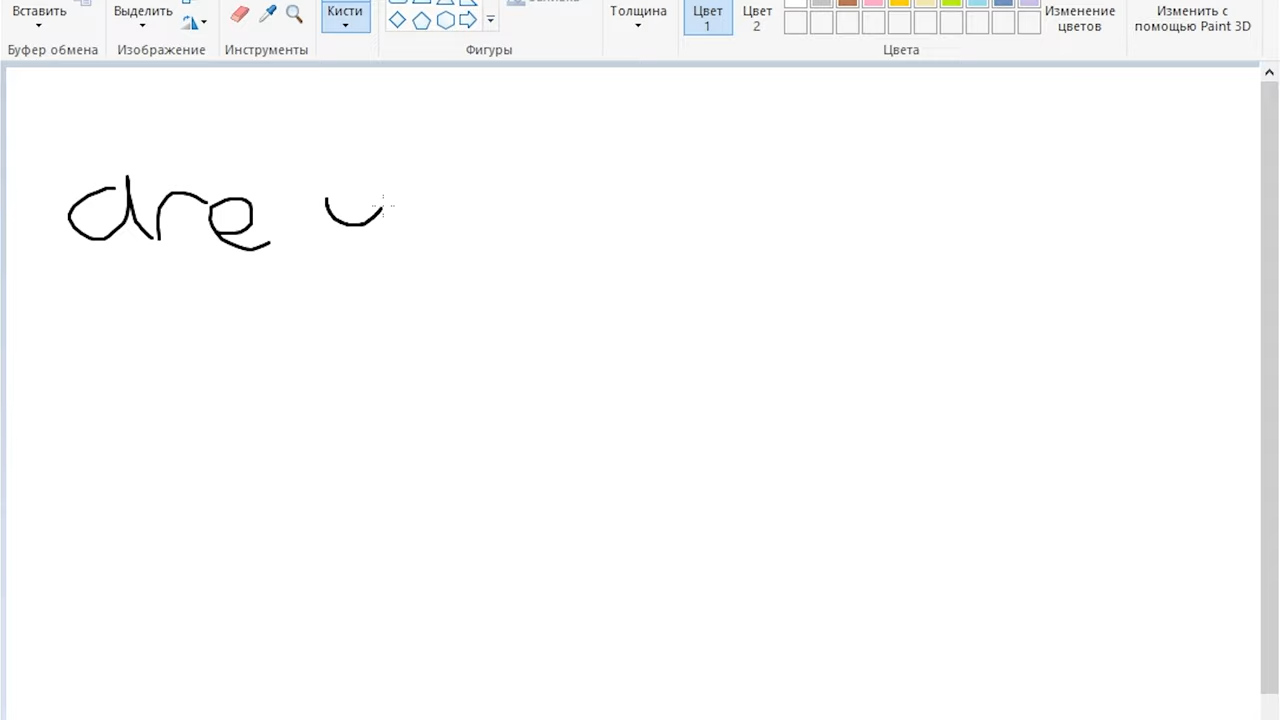 Вставить Выделить Кисти Толщина Цвет 1 Цвет 2 Изменение цветов Изменить с помощью Paint 3D
Буфер обмена Изображение Инструменты Фигуры Цвета
are u